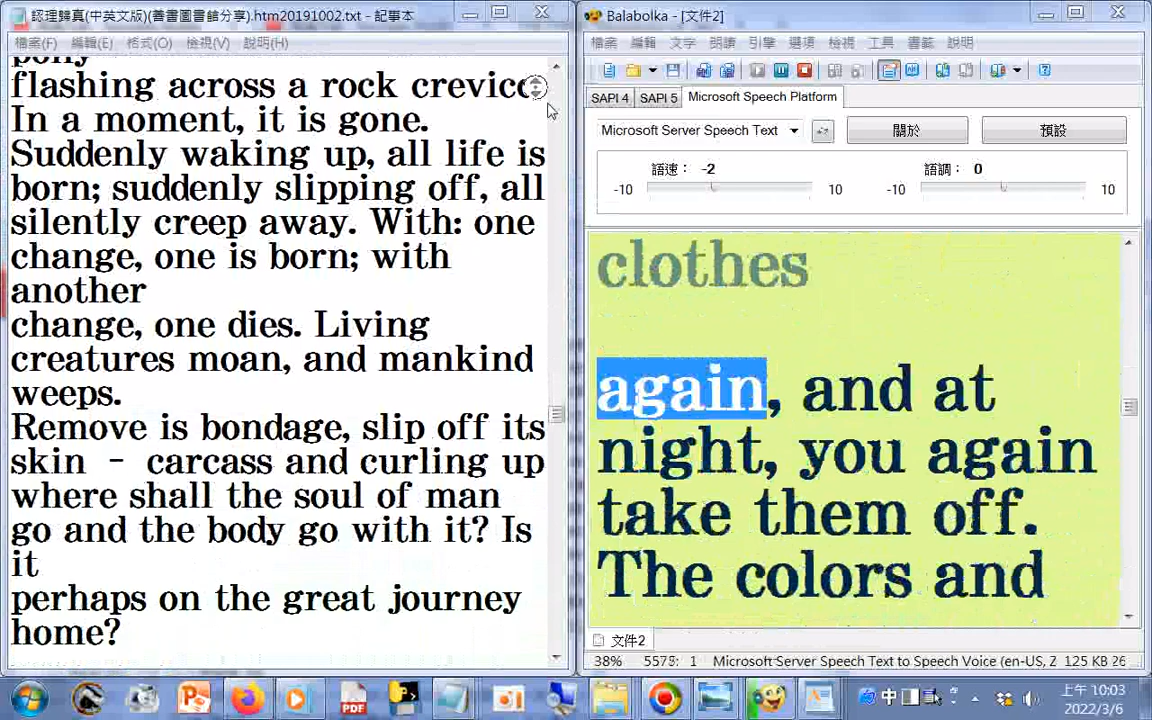 認理歸真(中英文版)(善書圖書館分享).htm20191002.txt - 記事本
檔案(F) 編輯(E) 格式(O) 檢視(V) 說明(H)
pony
flashing across a rock crevice.
In a moment, it is gone.
Suddenly waking up, all life is
born; suddenly slipping off, all
silently creep away. With: one
change, one is born; with
another
change, one dies. Living
creatures moan, and mankind
weeps.
Remove is bondage, slip off its
skin - carcass and curling up
where shall the soul of man
go and the body go with it? Is
it
perhaps on the great journey
home?
Balabolka - [文件2]
檔案 編輯 文字 朗讀 引擎 選項 檢視 工具 書籤 說明
SAPI 4 SAPI 5 Microsoft Speech Platform
Microsoft Server Speech Text 關於 預設
語速： -2 語調： 0
-10 10 -10 10
clothes
again, and at
night, you again
take them off.
The colors and
文件2
38% 5575: 1 Microsoft Server Speech Text to Speech Voice (en-US, Z 125 KB 26
PDF 中 上午 10:03
2022/3/6